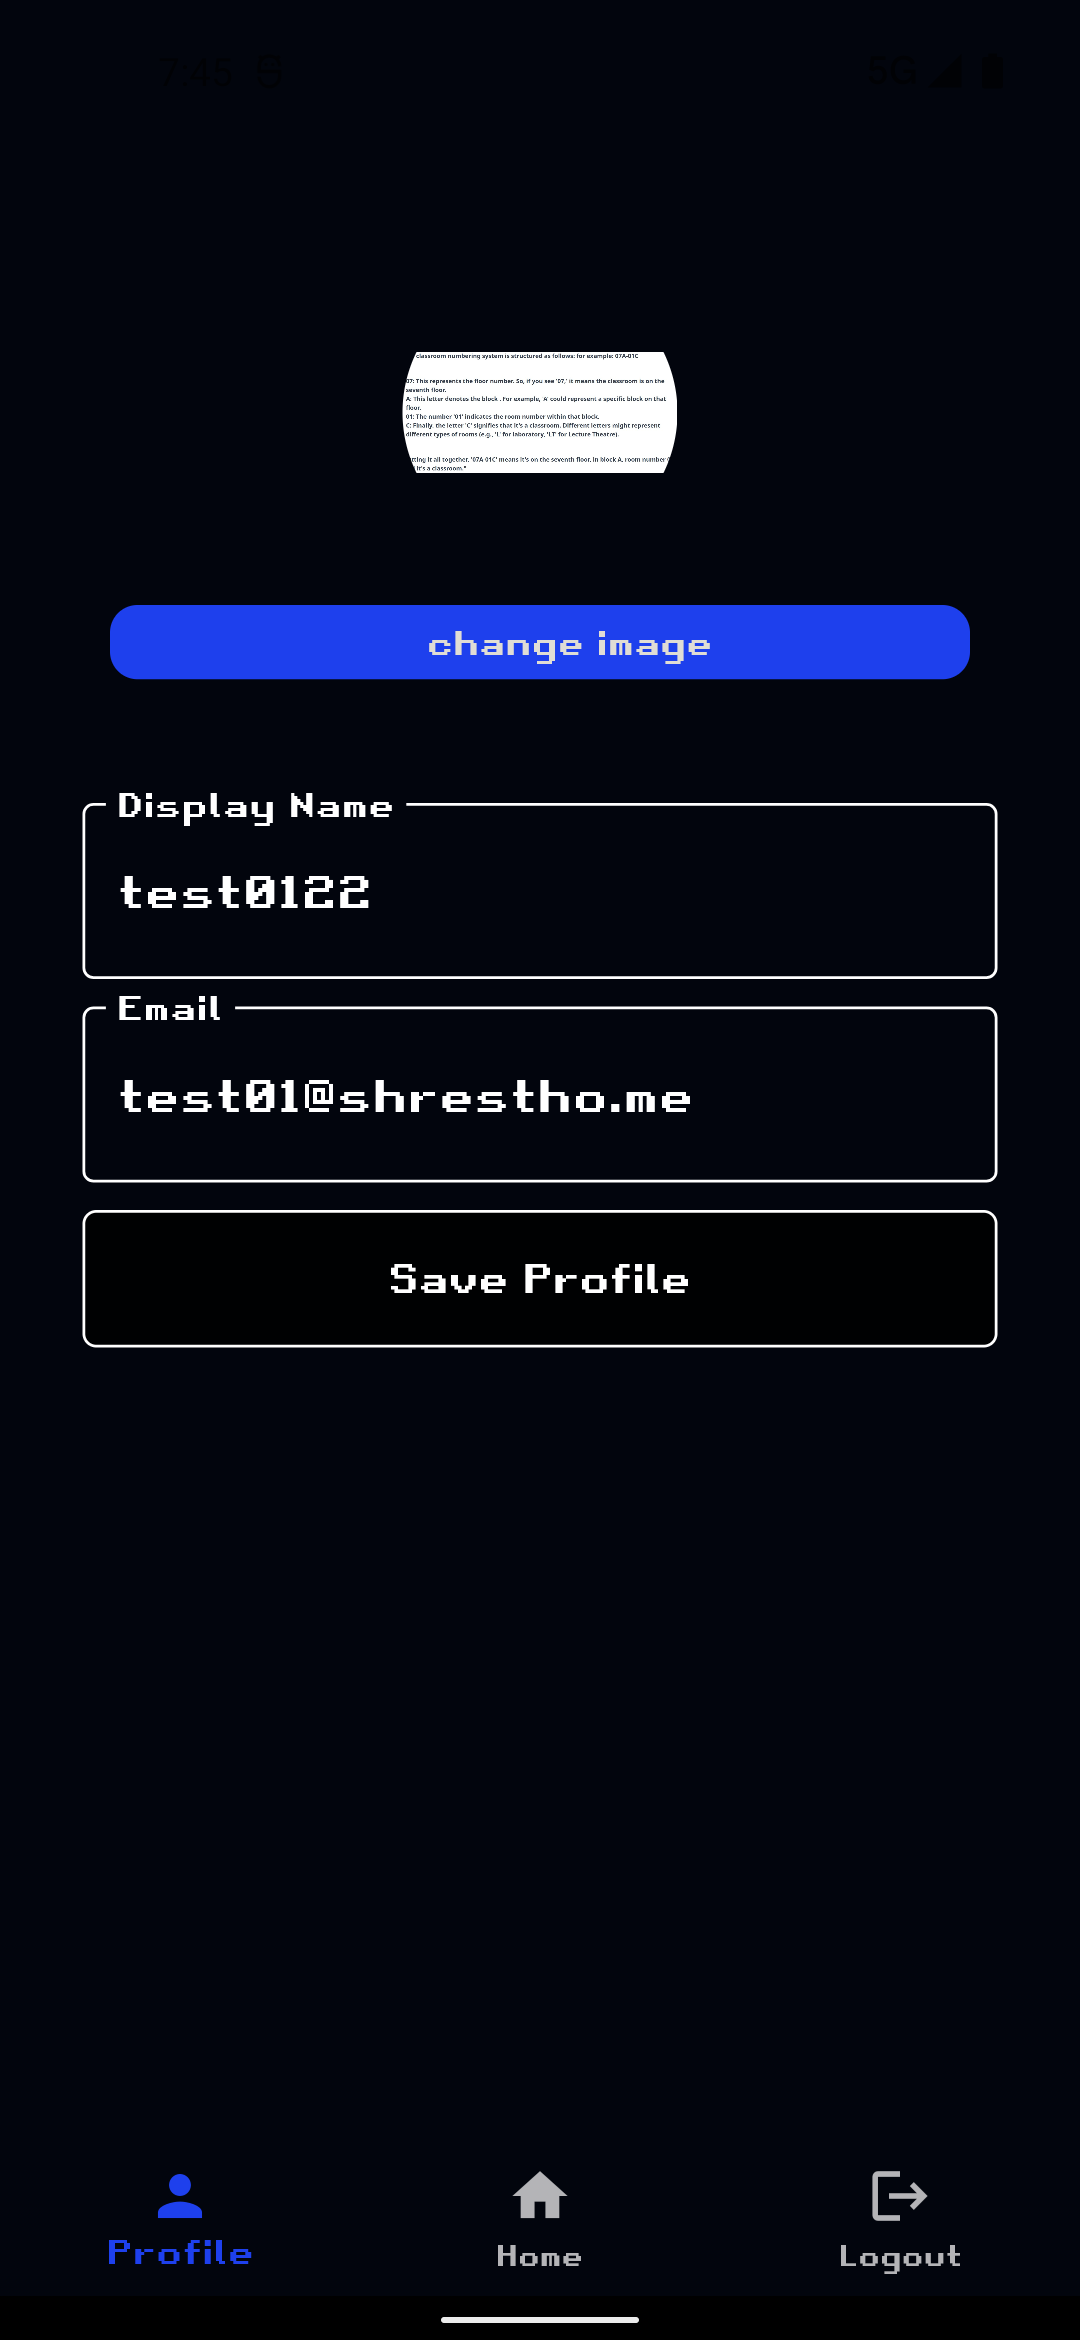 7:45
5G
classroom numbering system is structured as follows: for example: 07A-01C
07: This represents the floor number. So, if you see '07,' it means the classroom is on the
seventh floor.
A: This letter denotes the block . For example, 'A' could represent a specific block on that
floor.
01: The number '01' indicates the room number within that block.
C: Finally, the letter 'C' signifies that it's a classroom. Different letters might represent
different types of rooms (e.g., 'L' for laboratory, 'LT' for Lecture Theatre).
it all together, '07A-01C' means it's on the seventh floor, in block A, room number
it's a classroom."
change image
Display Name
test0122
Email
test01@shrestho.me
Save Profile
Profile
Home
Logout